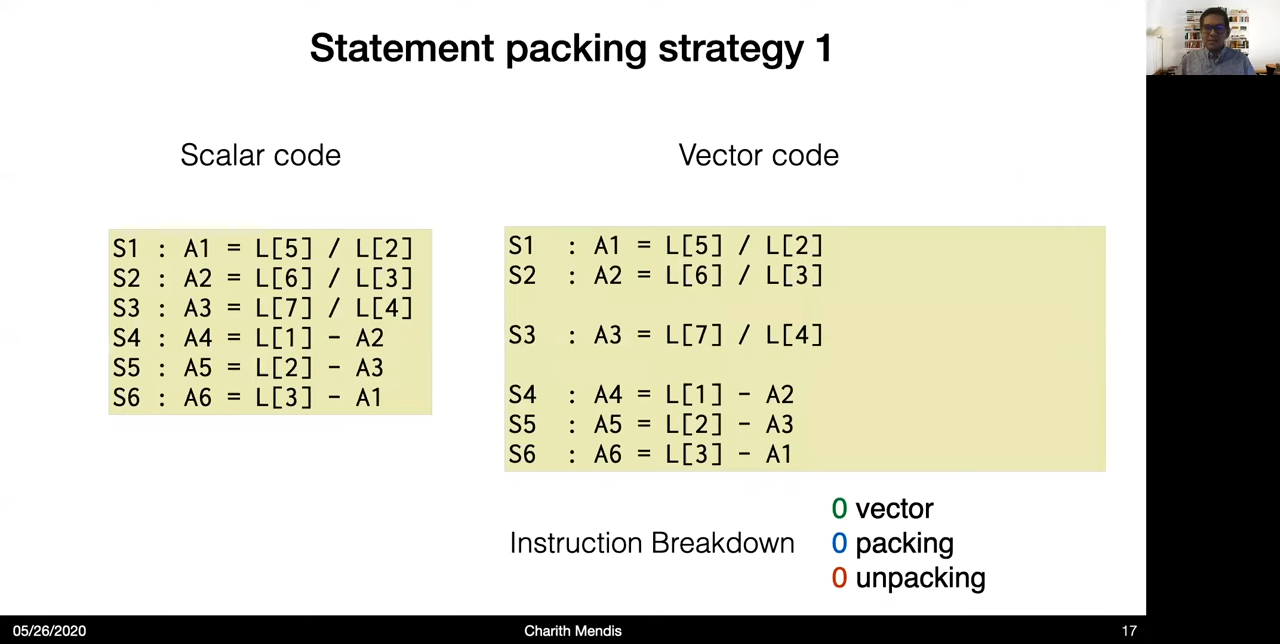 Statement packing strategy 1
Scalar code
S1 : A1 = L[5] / L[2]
S2 : A2 = L[6] / L[3]
S3 : A3 = L[7] / L[4]
S4 : A4 = L[1] - A2
S5 : A5 = L[2] - A3
S6 : A6 = L[3] - A1
Vector code
S1 : A1 = L[5] / L[2]
S2 : A2 = L[6] / L[3]
S3 : A3 = L[7] / L[4]
S4 : A4 = L[1] - A2
S5 : A5 = L[2] - A3
S6 : A6 = L[3] - A1
Instruction Breakdown
0 vector
0 packing
0 unpacking
05/26/2020
Charith Mendis
17